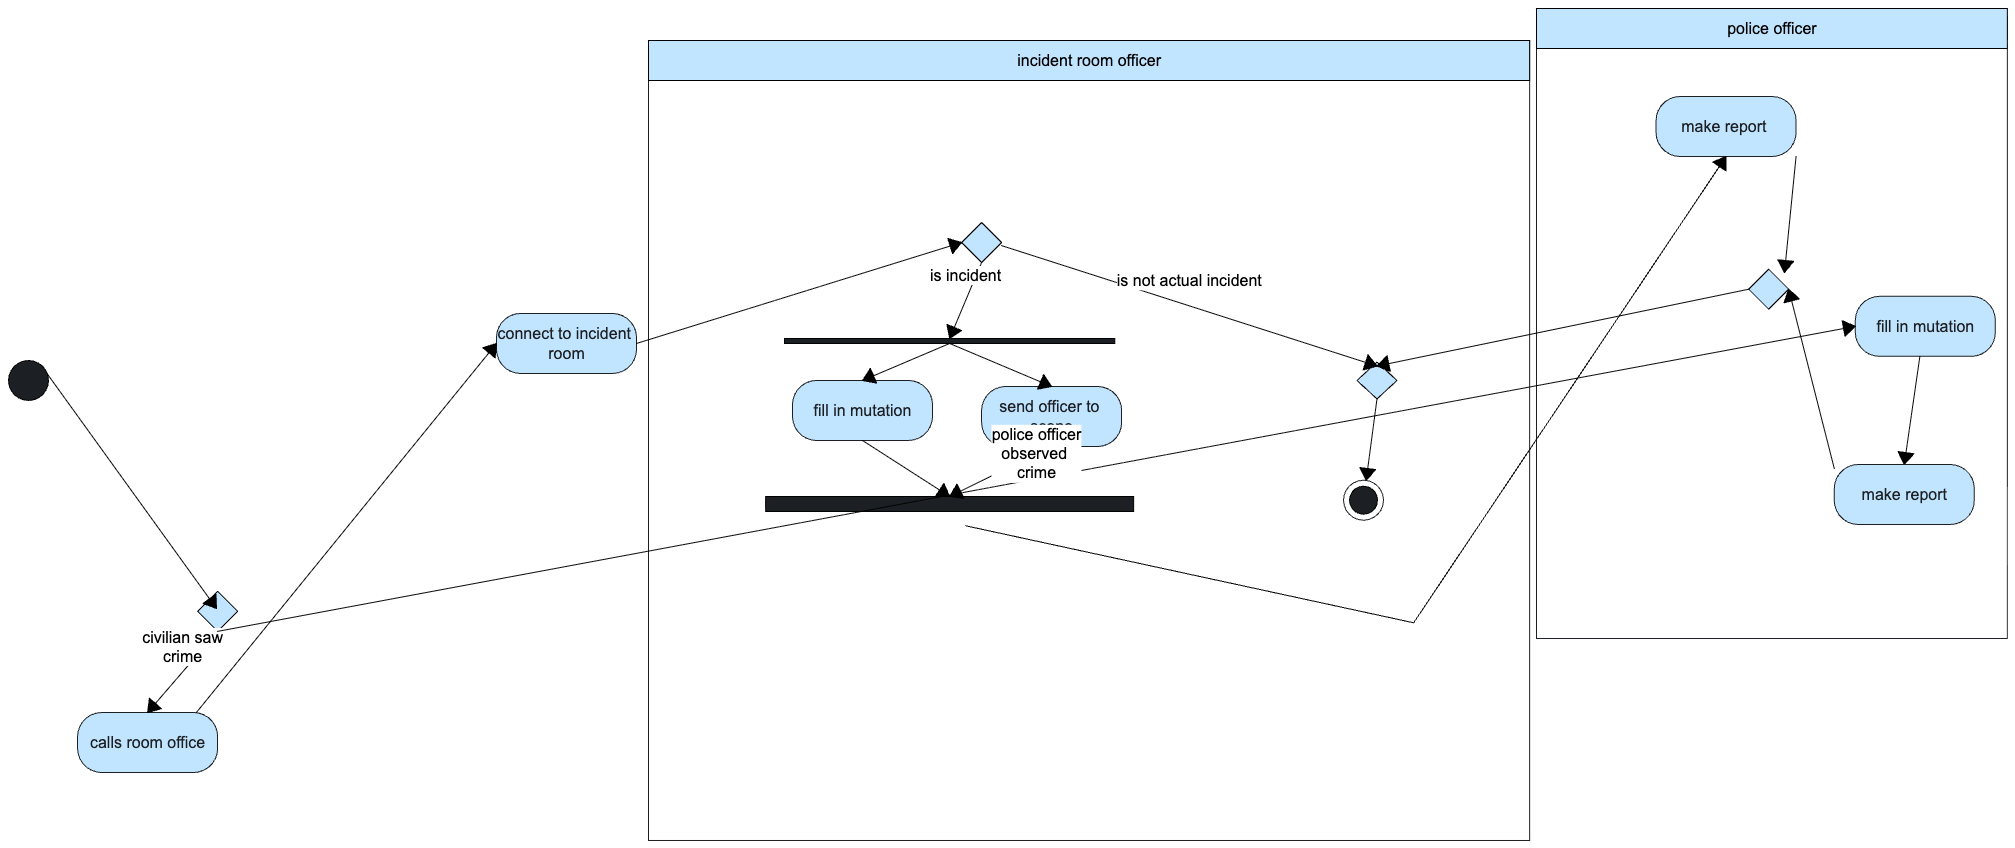 police officer
incident room officer
make report
is incident
is not actual incident
connect to incident
room
fill in mutation
fill in mutation
send officer to
police officer
observed
crime
make report
civilian saw
crime
calls room office